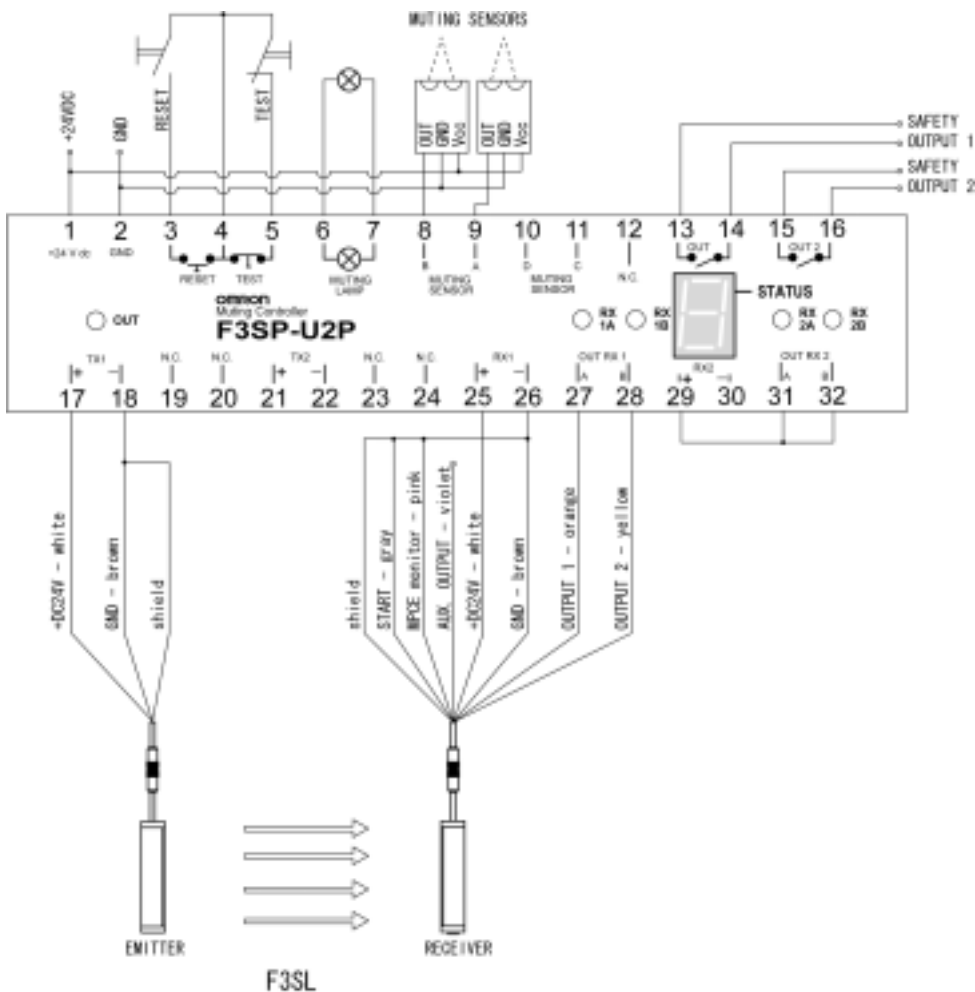 MUTING SENSORS
+24VDC
GND
RESET
TEST
OUT
GND
Vcc
OUT
GND
Vcc
SAFETY
OUTPUT 1
SAFETY
OUTPUT 2
1 2 3 4 5 6 7 8 9 10 11 12 13 14 15 16
+24 V dc
GND
RESET
TEST
MUTING
LAMP
B A
MUTING
SENSOR
D C
MUTING
SENSOR
N.C.
OUT
OUT 2
omron
Muting Controller
F3SP-U2P
OUT
STATUS
RX
1A
RX
1B
RX
2A
RX
2B
TX1
+ −
N.C.
N.C.
TX2
+ −
N.C.
N.C.
RX1
+ −
OUT RX 1
A B
RX2
+ −
OUT RX 2
A B
17 18 19 20 21 22 23 24 25 26 27 28 29 30 31 32
+DC24V - white
GND - brown
shield
shield
START - gray
MPCE monitor - pink
AUX. OUTPUT - violet
+DC24V - white
GND - brown
OUTPUT 1 - orange
OUTPUT 2 - yellow
EMITTER
RECEIVER
F3SL